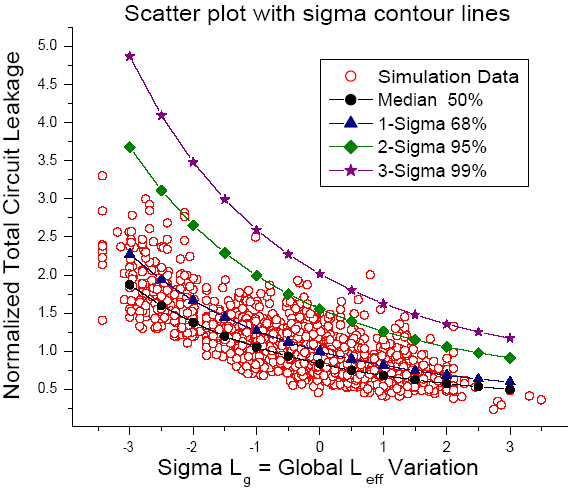 Scatter plot with sigma contour lines
Normalized Total Circuit Leakage
5.0
4.5
4.0
3.5
3.0
2.5
2.0
1.5
1.0
0.5
Simulation Data
Median 50%
1-Sigma 68%
2-Sigma 95%
3-Sigma 99%
-3 -2 -1 0 1 2 3
Sigma Lg = Global Leff Variation